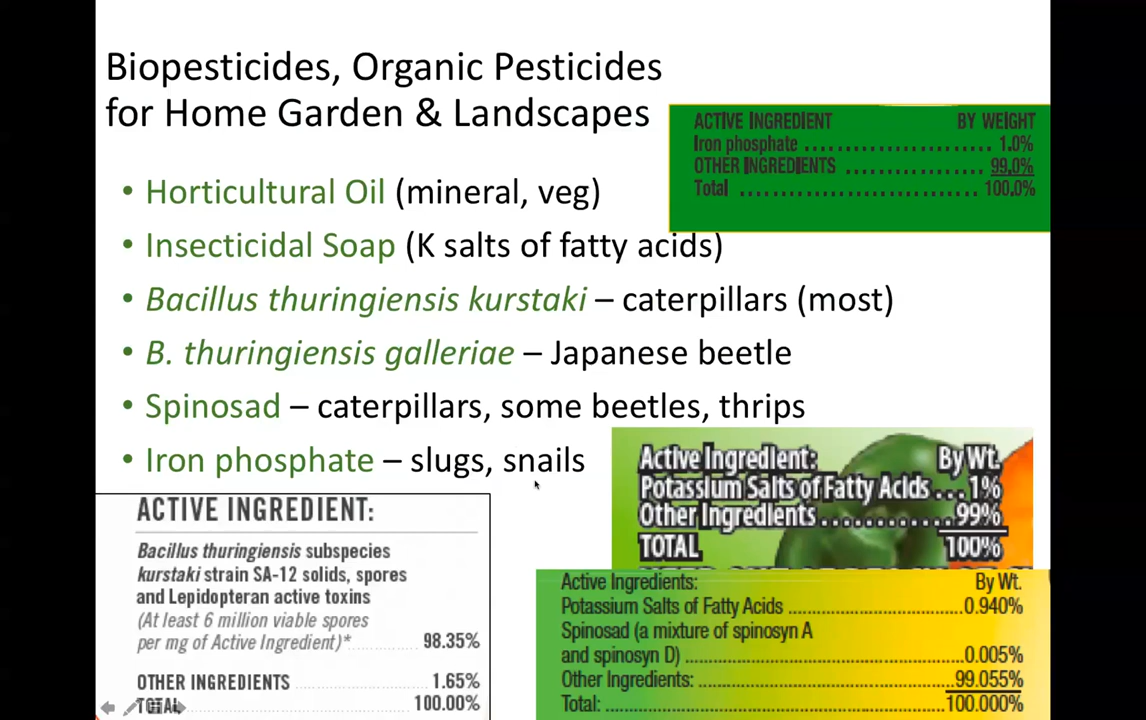 Biopesticides, Organic Pesticides
for Home Garden & Landscapes
ACTIVE INGREDIENT BY WEIGHT
Iron phosphate ........................ 1.0%
OTHER INGREDIENTS .................. 99.0%
Total ................................ 100.0%
• Horticultural Oil (mineral, veg)
• Insecticidal Soap (K salts of fatty acids)
• Bacillus thuringiensis kurstaki – caterpillars (most)
• B. thuringiensis galleriae – Japanese beetle
• Spinosad – caterpillars, some beetles, thrips
• Iron phosphate – slugs, snails
Active Ingredient: By Wt.
Potassium Salts of Fatty Acids ... 1%
Other Ingredients ............ 99%
TOTAL 100%
ACTIVE INGREDIENT:
Bacillus thuringiensis subspecies
kurstaki strain SA-12 solids, spores
and Lepidopteran active toxins
(At least 6 million viable spores
per mg of Active Ingredient)* ........ 98.35%
OTHER INGREDIENTS ........ 1.65%
TOTAL ........ 100.00%
Active Ingredients: By Wt.
Potassium Salts of Fatty Acids ........ 0.940%
Spinosad (a mixture of spinosyn A
and spinosyn D) ........ 0.005%
Other Ingredients: ........ 99.055%
Total: ........ 100.000%